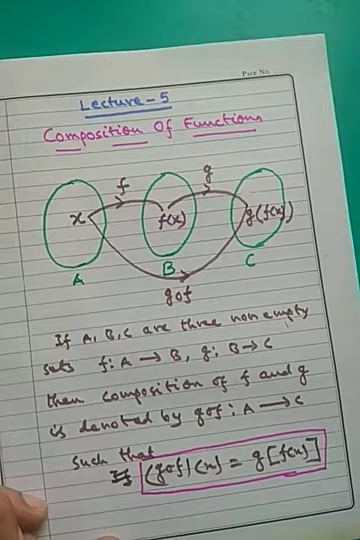 Page No.
Lecture-5
Composition Of Functions
f g
x f(x) g(f(x))
A B C
gof
If A, B, C are three non empty
sets f: A → B, g: B → C
then composition of f and g
is denoted by gof: A → C
such that
(gof)(x) = g[f(x)]